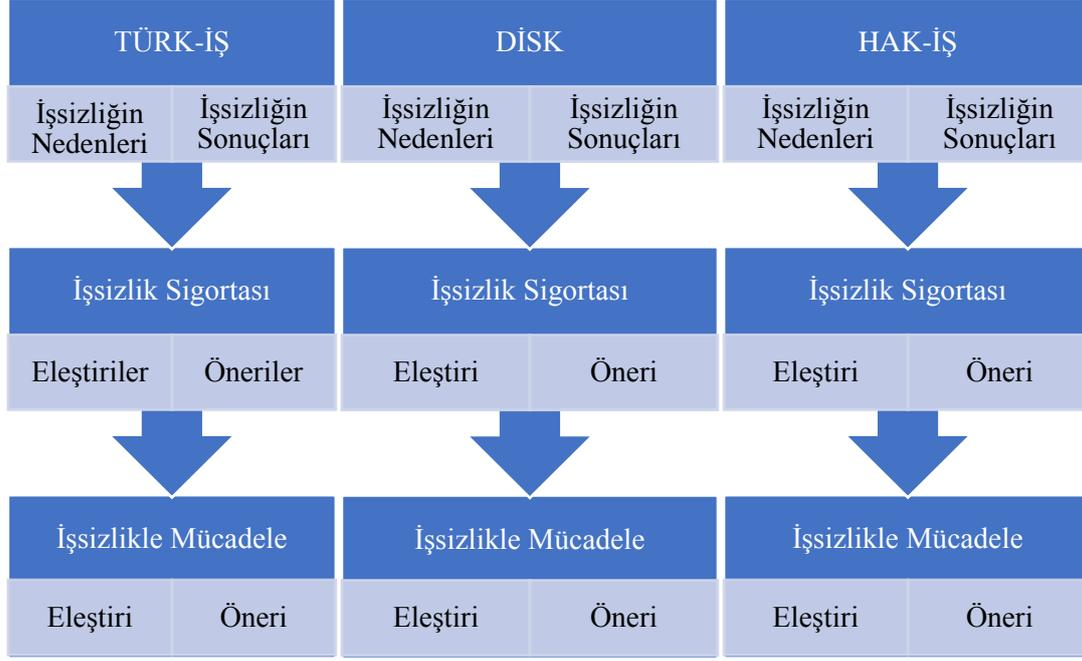 TÜRK-İŞ
DİSK
HAK-İŞ
İşsizliğin
Nedenleri
İşsizliğin
Sonuçları
İşsizliğin
Nedenleri
İşsizliğin
Sonuçları
İşsizliğin
Nedenleri
İşsizliğin
Sonuçları
İşsizlik Sigortası
İşsizlik Sigortası
İşsizlik Sigortası
Eleştiriler
Öneriler
Eleştiri
Öneri
Eleştiri
Öneri
İşsizlikle Mücadele
İşsizlikle Mücadele
İşsizlikle Mücadele
Eleştiri
Öneri
Eleştiri
Öneri
Eleştiri
Öneri